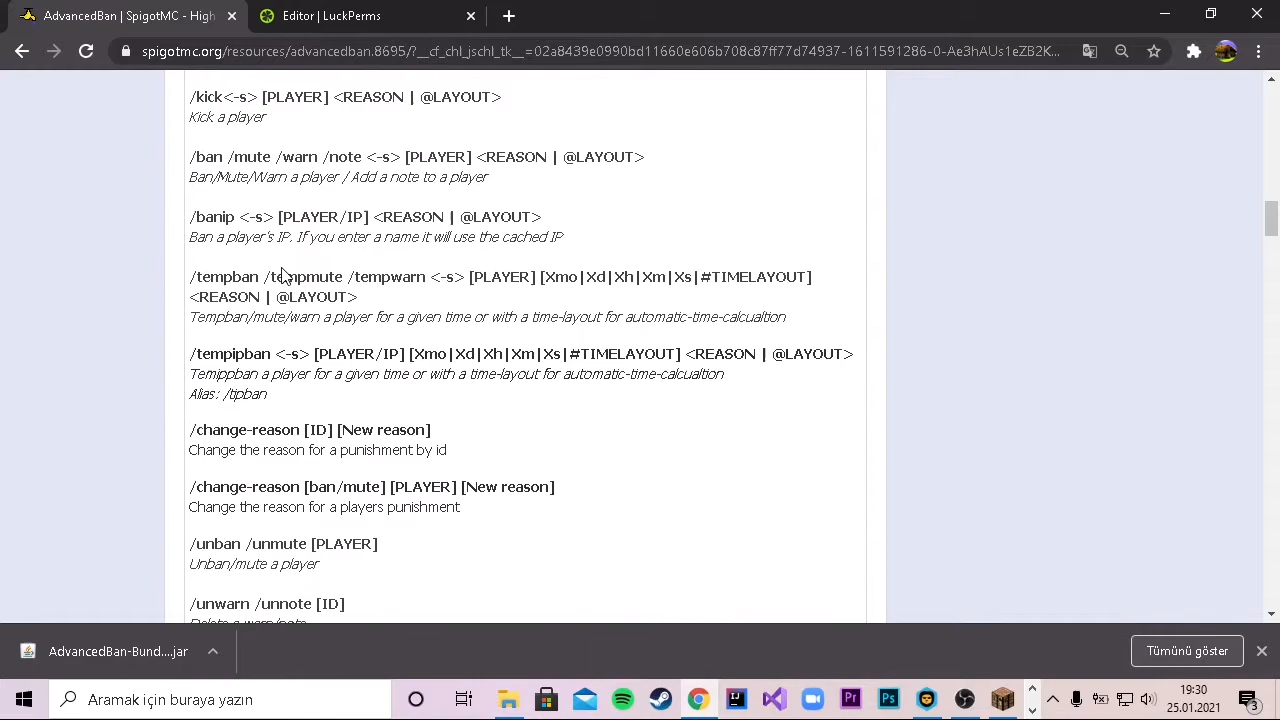 AdvancedBan | SpigotMC - High
Editor | LuckPerms
spigotmc.org/resources/advancedban.8695/?__cf_chl_jschl_tk__=02a8439e0990bd11660e606b708c87ff77d74937-1611591286-0-Ae3hAUs1eZB2K...
/kick<-s> [PLAYER] <REASON | @LAYOUT>
Kick a player
/ban /mute /warn /note <-s> [PLAYER] <REASON | @LAYOUT>
Ban/Mute/Warn a player / Add a note to a player
/banip <-s> [PLAYER/IP] <REASON | @LAYOUT>
Ban a player's IP. If you enter a name it will use the cached IP
/tempban /tempmute /tempwarn <-s> [PLAYER] [Xmo|Xd|Xh|Xm|Xs|#TIMELAYOUT]
<REASON | @LAYOUT>
Tempban/mute/warn a player for a given time or with a time-layout for automatic-time-calcualtion
/tempipban <-s> [PLAYER/IP] [Xmo|Xd|Xh|Xm|Xs|#TIMELAYOUT] <REASON | @LAYOUT>
Temippban a player for a given time or with a time-layout for automatic-time-calcualtion
Alias: /tipban
/change-reason [ID] [New reason]
Change the reason for a punishment by id
/change-reason [ban/mute] [PLAYER] [New reason]
Change the reason for a players punishment
/unban /unmute [PLAYER]
Unban/mute a player
/unwarn /unnote [ID]
Delete a warn/note
AdvancedBan-Bund....jar
Tümünü göster
Aramak için buraya yazın
Pr
Ps
19:30
25.01.2021
3